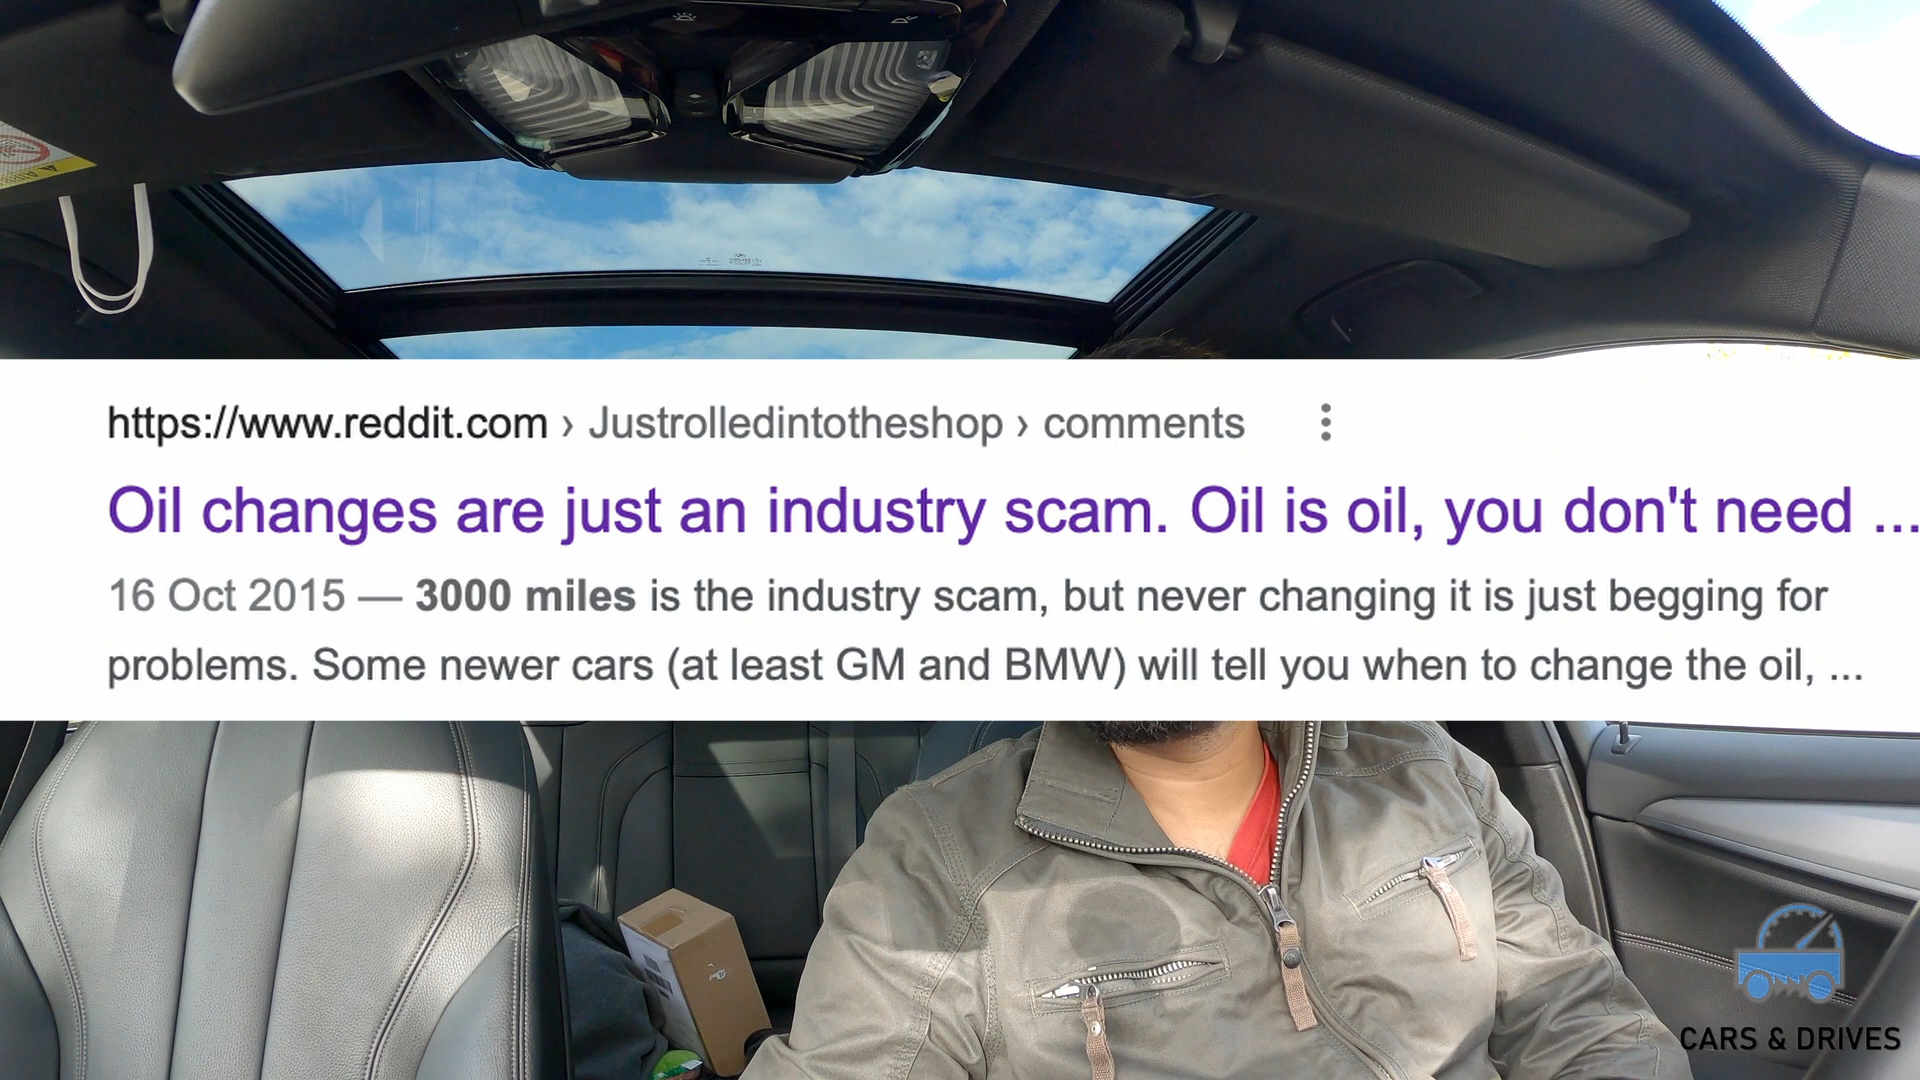 https://www.reddit.com › Justrolledintotheshop › comments
Oil changes are just an industry scam. Oil is oil, you don't need ...
16 Oct 2015 — 3000 miles is the industry scam, but never changing it is just begging for
problems. Some newer cars (at least GM and BMW) will tell you when to change the oil, ...
CARS & DRIVES